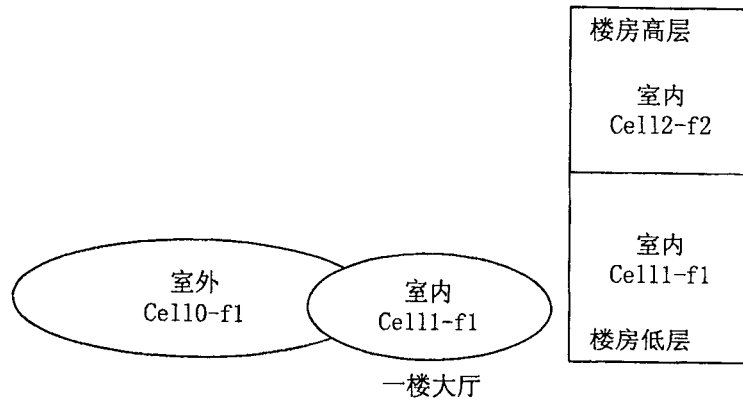 楼房高层
室内
Cell2-f2
室内
Cell1-f1
楼房低层
室外
Cell0-f1
室内
Cell1-f1
一楼大厅